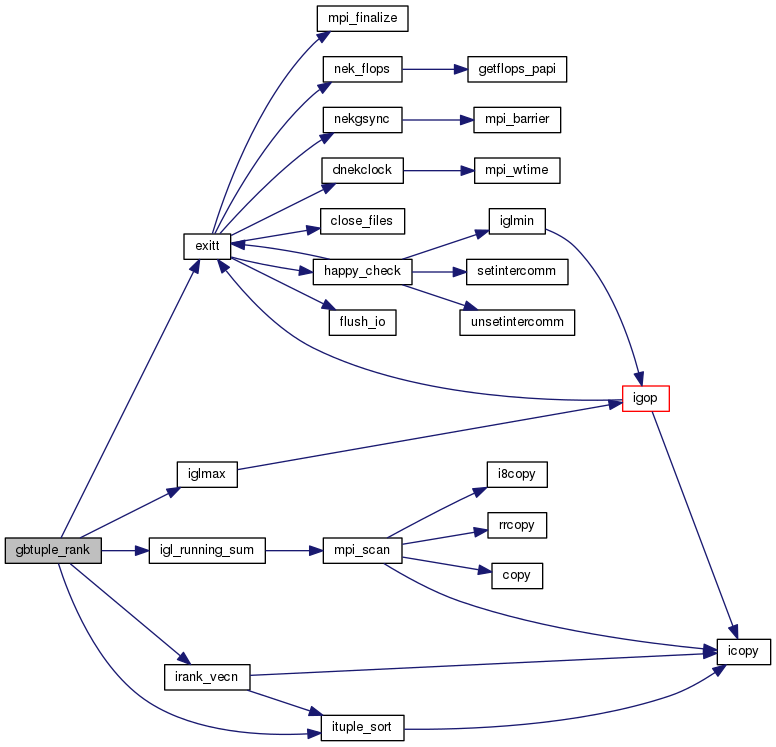 mpi_finalize
nek_flops
getflops_papi
nekgsync
mpi_barrier
dnekclock
mpi_wtime
close_files
iglmin
exitt
happy_check
setintercomm
flush_io
unsetintercomm
igop
iglmax
i8copy
rrcopy
gbtuple_rank
igl_running_sum
mpi_scan
copy
icopy
irank_vecn
ituple_sort